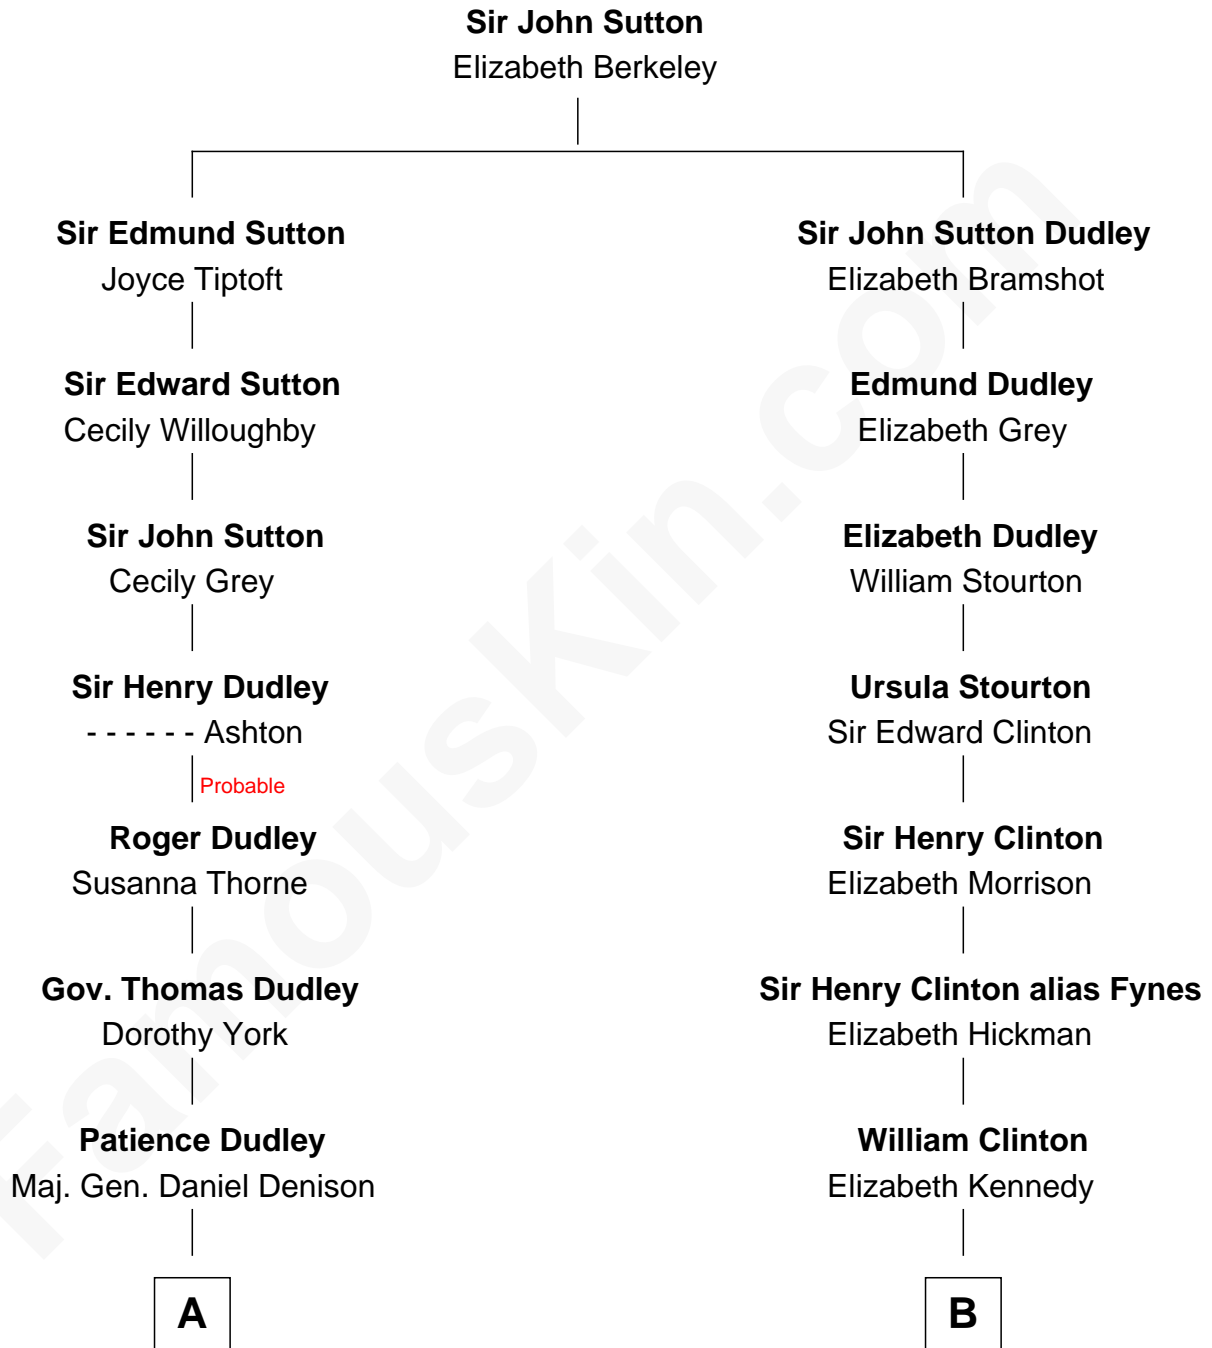 Sir John Sutton
Elizabeth Berkeley
Sir Edmund Sutton
Joyce Tiptoft
Sir Edward Sutton
Cecily Willoughby
Sir John Sutton
Cecily Grey
Sir Henry Dudley
- - - - - - Ashton
Probable
Roger Dudley
Susanna Thorne
Gov. Thomas Dudley
Dorothy York
Patience Dudley
Maj. Gen. Daniel Denison
A
Sir John Sutton Dudley
Elizabeth Bramshot
Edmund Dudley
Elizabeth Grey
Elizabeth Dudley
William Stourton
Ursula Stourton
Sir Edward Clinton
Sir Henry Clinton
Elizabeth Morrison
Sir Henry Clinton alias Fynes
Elizabeth Hickman
William Clinton
Elizabeth Kennedy
B
FamousKin.com